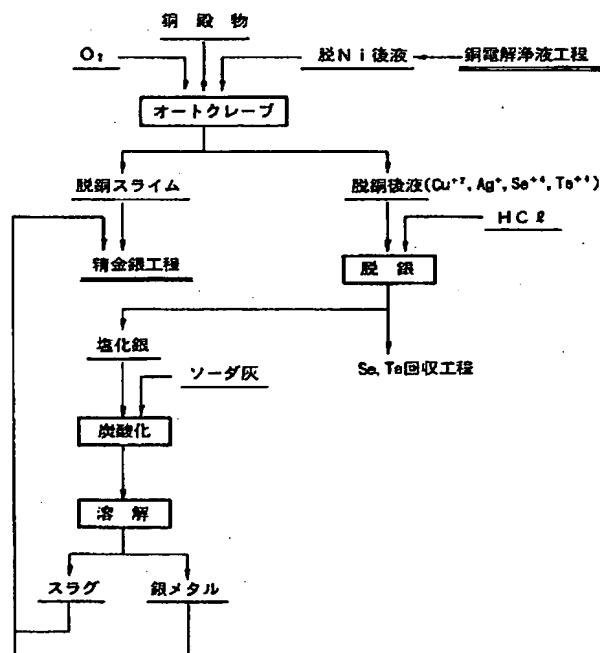 銅殿物
O₂
脱Ni後液
銅電解浄液工程
オートクレーブ
脱銅スライム
脱銅後液(Cu⁺², Ag⁺, Se⁺⁴, Te⁺⁴)
HCℓ
精金銀工程
脱銀
塩化銀
Se, Te回収工程
ソーダ灰
炭酸化
溶解
スラグ
銀メタル